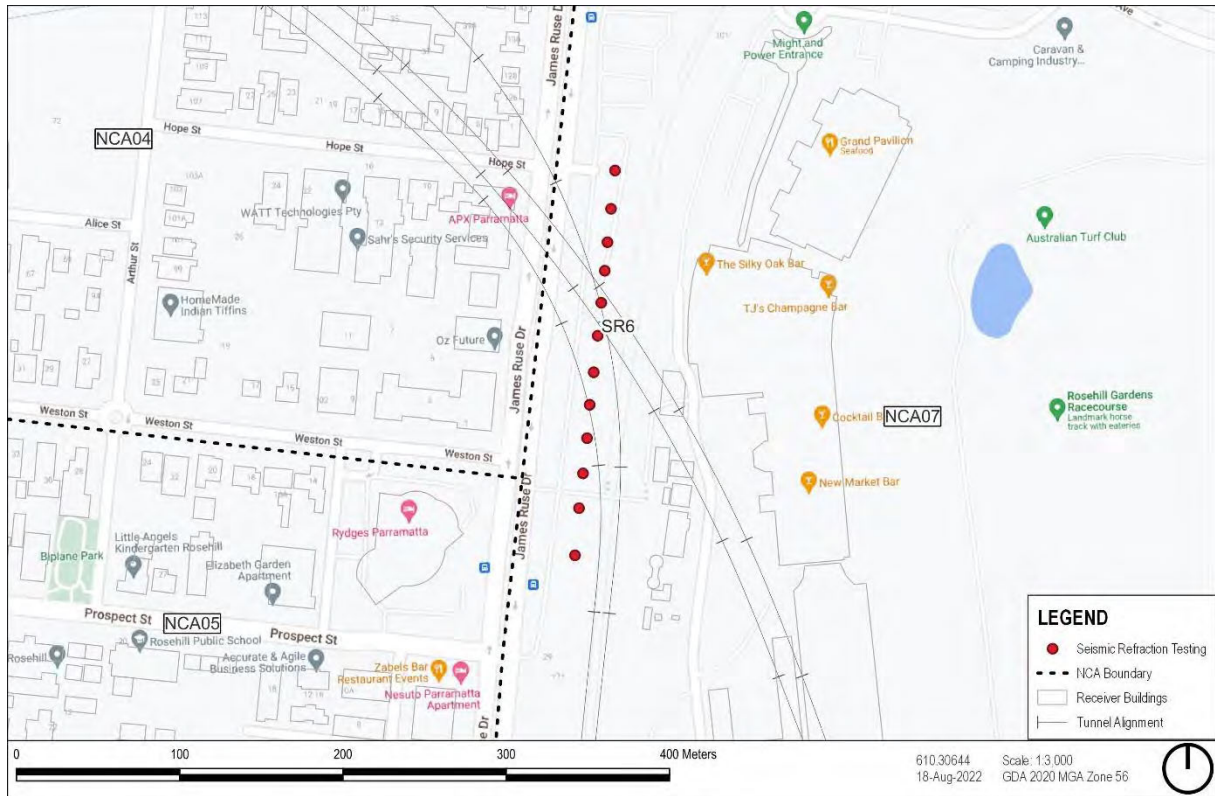 Ave
Might and
Power Entrance
Caravan &
Camping Industry...
James Ruse Dr
NCA04
Hope St
Hope St
Hope St
Grand Pavilion
Seafood
WATT Technologies Pty
APX Parramatta
Alice St
Arthur St
Sahr's Security Services
Australian Turf Club
The Silky Oak Bar
TJ's Champagne Bar
HomeMade
Indian Tiffins
SR6
Oz Future
James Ruse Dr
Rosehill Gardens
Racecourse
Landmark horse
track with eateries
Weston St
Weston St
Weston St
Weston St
Cocktail B
NCA07
James Ruse Dr
New Market Bar
Rydges Parramatta
Little Angels
Kindergarten Rosehill
Biplane Park
Elizabeth Garden
Apartment
Prospect St
NCA05
Prospect St
Rosehill Public School
Rosehill
Accurate & Agile
Business Solutions
Zabels Bar
Restaurant Events
Nesuto Parramatta
Apartment
e Dr
LEGEND
Seismic Refraction Testing
NCA Boundary
Receiver Buildings
Tunnel Alignment
0 100 200 300 400 Meters
610.30644 Scale: 1:3,000
18-Aug-2022 GDA 2020 MGA Zone 56